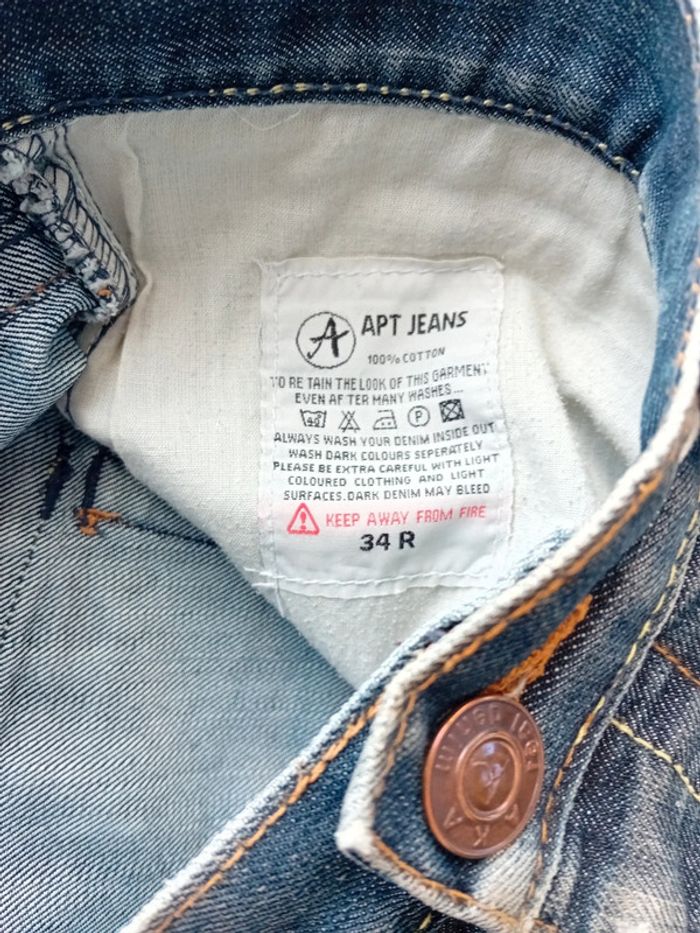 A APT JEANS
100% COTTON
TO RE TAIN THE LOOK OF THIS GARMENT
EVEN AF TER MANY WASHES...
40 P
ALWAYS WASH YOUR DENIM INSIDE OUT
WASH DARK COLOURS SEPERATELY
PLEASE BE EXTRA CAREFUL WITH LIGHT
COLOURED CLOTHING AND LIGHT
SURFACES.DARK DENIM MAY BLEED
KEEP AWAY FROM FIRE
34 R